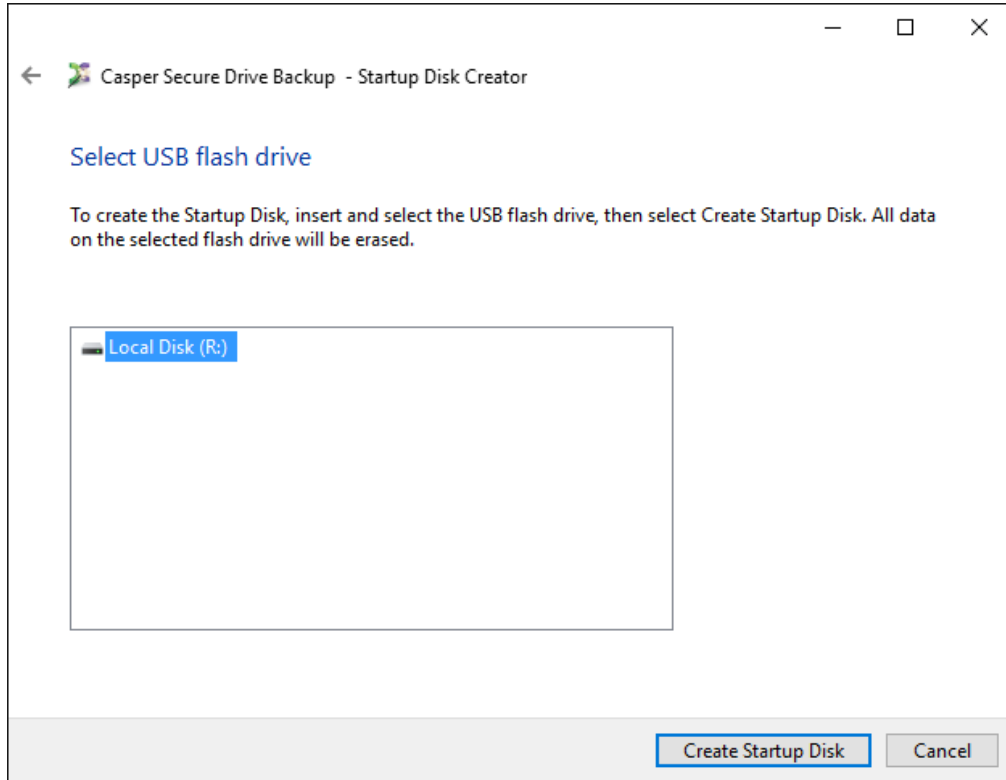 Casper Secure Drive Backup - Startup Disk Creator
Select USB flash drive
To create the Startup Disk, insert and select the USB flash drive, then select Create Startup Disk. All data
on the selected flash drive will be erased.
Local Disk (R:)
Create Startup Disk
Cancel